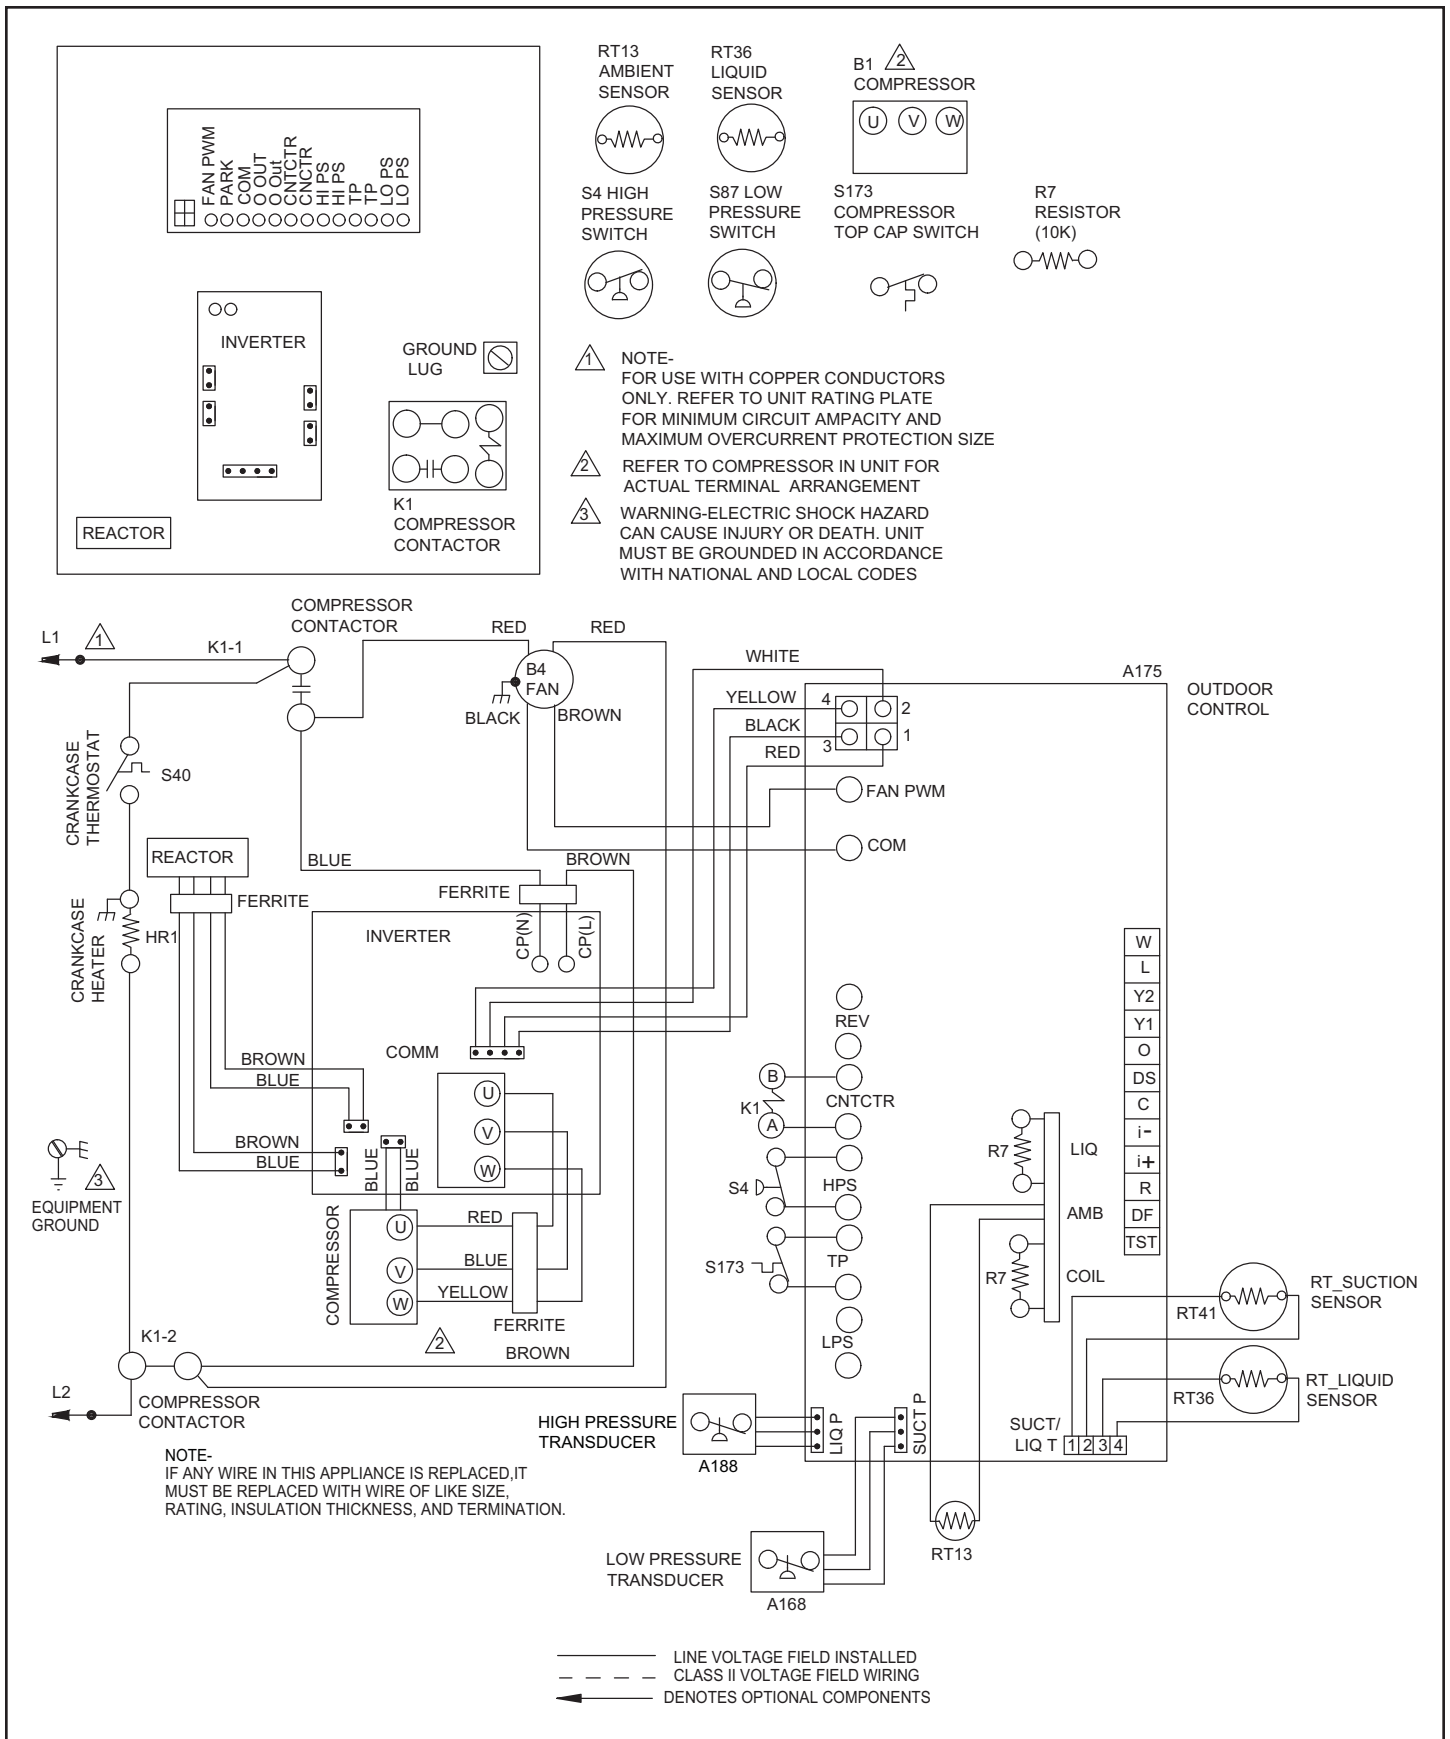 FAN PWM
PARK
COM
O OUT
O Out
CNTCTR
CNCTR
HI PS
HI PS
TP
TP
LO PS
LO PS
INVERTER
GROUND
LUG
K1
COMPRESSOR
CONTACTOR
REACTOR
RT13
AMBIENT
SENSOR
RT36
LIQUID
SENSOR
B1 2
COMPRESSOR
U V W
S4 HIGH
PRESSURE
SWITCH
S87 LOW
PRESSURE
SWITCH
S173
COMPRESSOR
TOP CAP SWITCH
R7
RESISTOR
(10K)
1 NOTE-
FOR USE WITH COPPER CONDUCTORS
ONLY. REFER TO UNIT RATING PLATE
FOR MINIMUM CIRCUIT AMPACITY AND
MAXIMUM OVERCURRENT PROTECTION SIZE
2 REFER TO COMPRESSOR IN UNIT FOR
ACTUAL TERMINAL ARRANGEMENT
3 WARNING-ELECTRIC SHOCK HAZARD
CAN CAUSE INJURY OR DEATH. UNIT
MUST BE GROUNDED IN ACCORDANCE
WITH NATIONAL AND LOCAL CODES
COMPRESSOR
CONTACTOR
L1 1
K1-1
RED
RED
B4
FAN
BLACK
BROWN
WHITE
YELLOW
BLACK
RED
4
2
3
1
A175
OUTDOOR
CONTROL
FAN PWM
COM
CRANKCASE
THERMOSTAT
S40
REACTOR
FERRITE
BLUE
BROWN
FERRITE
CRANKCASE
HEATER
HR1
INVERTER
CP(N)
CP(L)
COMM
BROWN
BLUE
BROWN
BLUE
BLUE
BLUE
U
V
W
COMPRESSOR
U
V
W
RED
BLUE
YELLOW
FERRITE
2
BROWN
3
EQUIPMENT
GROUND
K1-2
L2
COMPRESSOR
CONTACTOR
REV
B
K1
A
CNTCTR
S4
HPS
S173
TP
LPS
R7
LIQ
AMB
R7
COIL
W
L
Y2
Y1
O
DS
C
i-
i+
R
DF
TST
RT_SUCTION
SENSOR
RT41
RT_LIQUID
SENSOR
RT36
SUCT/
LIQ T
1 2 3 4
HIGH PRESSURE
TRANSDUCER
A188
LIQ P
SUCT P
RT13
LOW PRESSURE
TRANSDUCER
A168
NOTE-
IF ANY WIRE IN THIS APPLIANCE IS REPLACED,IT
MUST BE REPLACED WITH WIRE OF LIKE SIZE,
RATING, INSULATION THICKNESS, AND TERMINATION.
LINE VOLTAGE FIELD INSTALLED
CLASS II VOLTAGE FIELD WIRING
DENOTES OPTIONAL COMPONENTS